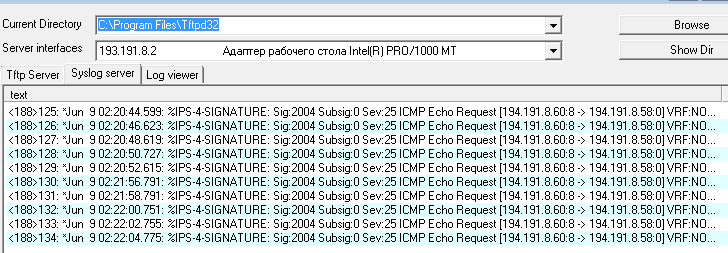 Current Directory C:\Program Files\Tftpd32 Browse
Server interfaces 193.191.8.2 Адаптер рабочего стола Intel(R) PRO/1000 MT Show Dir
Tftp Server Syslog server Log viewer
text
<188>125: *Jun 9 02:20:44.599: %IPS-4-SIGNATURE: Sig:2004 Subsig:0 Sev:25 ICMP Echo Request [194.191.8.60:8 -> 194.191.8.58:0] VRF:NO...
<188>126: *Jun 9 02:20:46.623: %IPS-4-SIGNATURE: Sig:2004 Subsig:0 Sev:25 ICMP Echo Request [194.191.8.60:8 -> 194.191.8.58:0] VRF:NO...
<188>127: *Jun 9 02:20:48.619: %IPS-4-SIGNATURE: Sig:2004 Subsig:0 Sev:25 ICMP Echo Request [194.191.8.60:8 -> 194.191.8.58:0] VRF:NO...
<188>128: *Jun 9 02:20:50.727: %IPS-4-SIGNATURE: Sig:2004 Subsig:0 Sev:25 ICMP Echo Request [194.191.8.60:8 -> 194.191.8.58:0] VRF:NO...
<188>129: *Jun 9 02:20:52.615: %IPS-4-SIGNATURE: Sig:2004 Subsig:0 Sev:25 ICMP Echo Request [194.191.8.60:8 -> 194.191.8.58:0] VRF:NO...
<188>130: *Jun 9 02:21:56.791: %IPS-4-SIGNATURE: Sig:2004 Subsig:0 Sev:25 ICMP Echo Request [194.191.8.60:8 -> 194.191.8.58:0] VRF:NO...
<188>131: *Jun 9 02:21:58.791: %IPS-4-SIGNATURE: Sig:2004 Subsig:0 Sev:25 ICMP Echo Request [194.191.8.60:8 -> 194.191.8.58:0] VRF:NO...
<188>132: *Jun 9 02:22:00.751: %IPS-4-SIGNATURE: Sig:2004 Subsig:0 Sev:25 ICMP Echo Request [194.191.8.60:8 -> 194.191.8.58:0] VRF:NO...
<188>133: *Jun 9 02:22:02.755: %IPS-4-SIGNATURE: Sig:2004 Subsig:0 Sev:25 ICMP Echo Request [194.191.8.60:8 -> 194.191.8.58:0] VRF:NO...
<188>134: *Jun 9 02:22:04.775: %IPS-4-SIGNATURE: Sig:2004 Subsig:0 Sev:25 ICMP Echo Request [194.191.8.60:8 -> 194.191.8.58:0] VRF:NO...